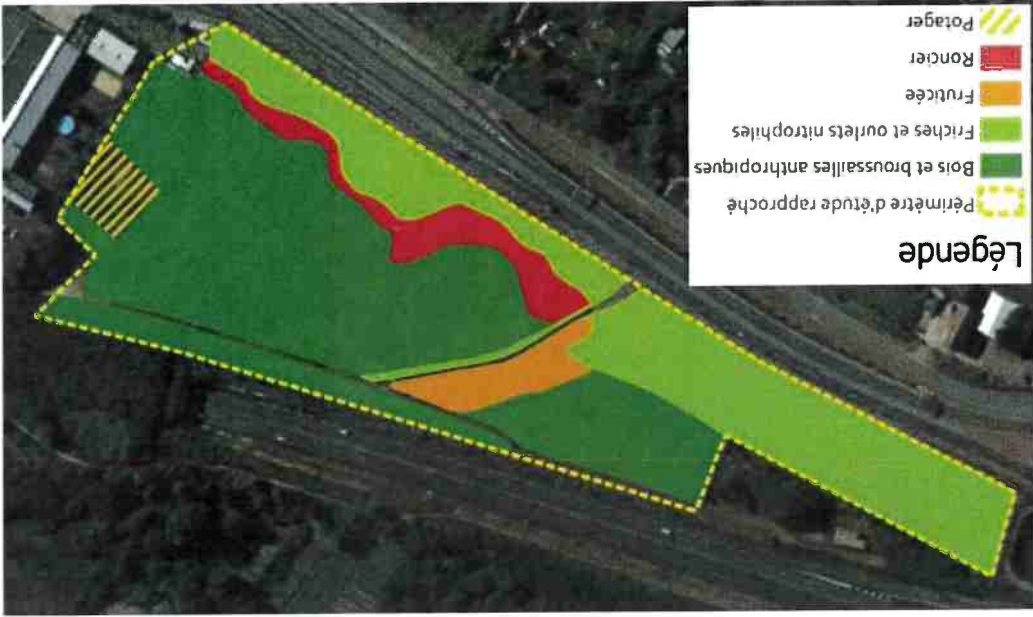 Légende
Périmètre d'étude rapproché
Bois et broussailles anthropiques
Friches et ourlets nitrophiles
Fruticée
Roncier
Potager